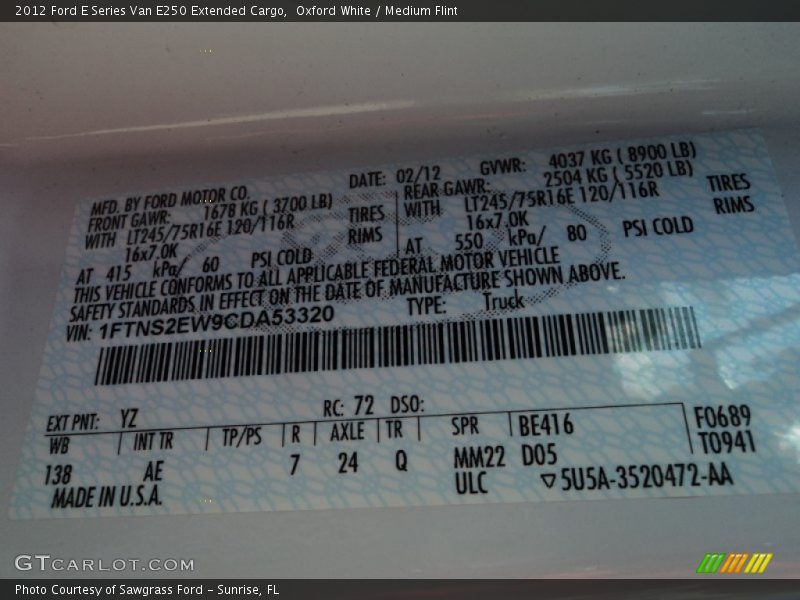 2012 Ford E Series Van E250 Extended Cargo, Oxford White / Medium Flint
MFD. BY FORD MOTOR CO.
DATE: 02/12
GVWR: 4037 KG ( 8900 LB)
FRONT GAWR: 1678 KG ( 3700 LB)
REAR GAWR: 2504 KG ( 5520 LB)
WITH LT245/75R16E 120/116R TIRES
WITH LT245/75R16E 120/116R TIRES
16x7.0K RIMS
16x7.0K RIMS
AT 415 kPa/ 60 PSI COLD
AT 550 kPa/ 80 PSI COLD
THIS VEHICLE CONFORMS TO ALL APPLICABLE FEDERAL MOTOR VEHICLE
SAFETY STANDARDS IN EFFECT ON THE DATE OF MANUFACTURE SHOWN ABOVE.
VIN: 1FTNS2EW9CDA53320
TYPE: Truck
EXT PNT: YZ RC: 72 DSO:
WB INT TR TP/PS R AXLE TR SPR BE416 F0689
138 AE 7 24 Q MM22 D05 T0941
MADE IN U.S.A. ULC ▽5U5A-3520472-AA
GTCARLOT.COM
Photo Courtesy of Sawgrass Ford - Sunrise, FL